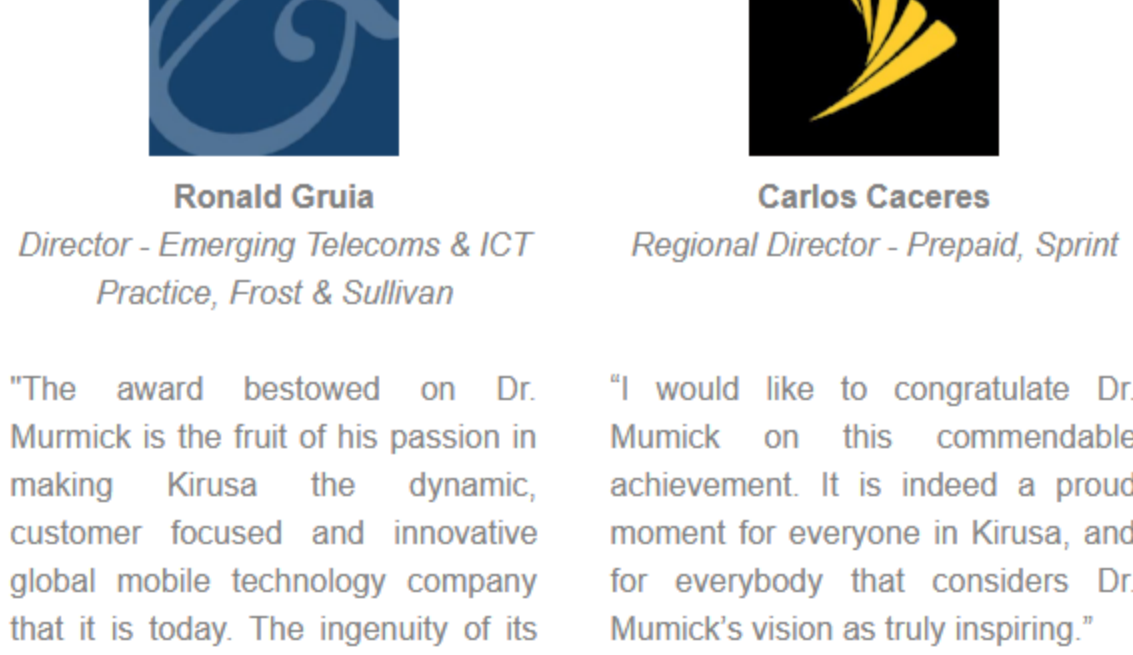 Ronald Gruia
Director - Emerging Telecoms & ICT
Practice, Frost & Sullivan
"The award bestowed on Dr.
Murmick is the fruit of his passion in
making Kirusa the dynamic,
customer focused and innovative
global mobile technology company
that it is today. The ingenuity of its
Carlos Caceres
Regional Director - Prepaid, Sprint
“I would like to congratulate Dr.
Mumick on this commendable
achievement. It is indeed a proud
moment for everyone in Kirusa, and
for everybody that considers Dr.
Mumick’s vision as truly inspiring.”